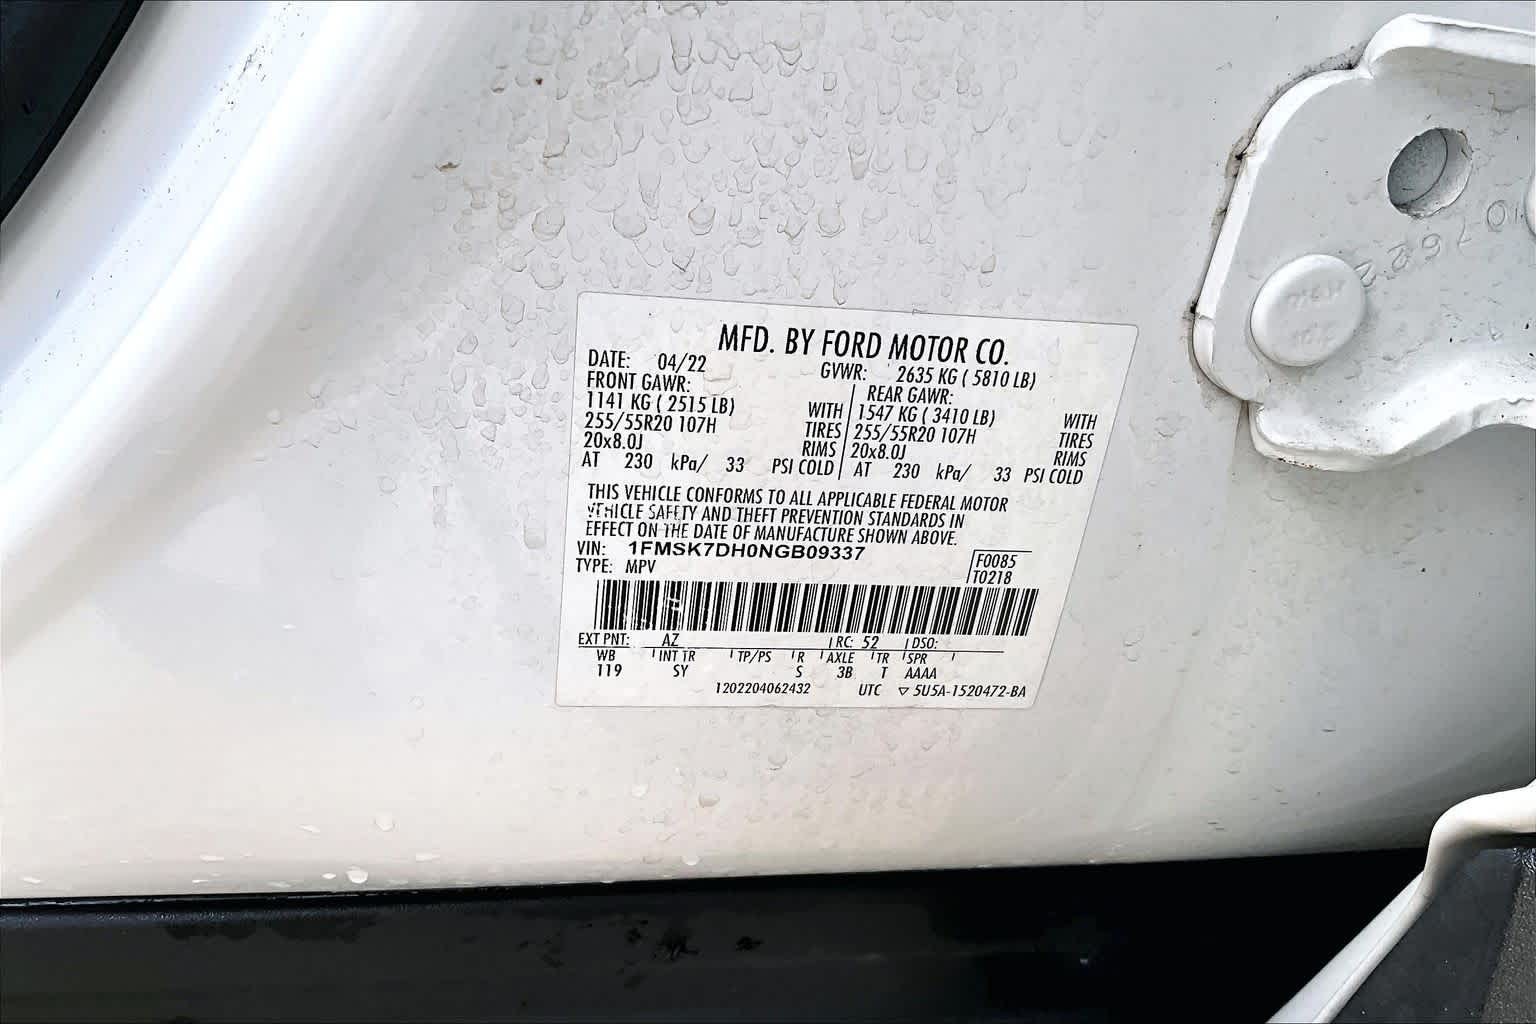 MFD. BY FORD MOTOR CO.
DATE: 04/22 GVWR: 2635 KG ( 5810 LB)
FRONT GAWR: REAR GAWR:
1141 KG ( 2515 LB) WITH 1547 KG ( 3410 LB) WITH
255/55R20 107H TIRES 255/55R20 107H TIRES
20x8.0J RIMS 20x8.0J RIMS
AT 230 kPa/ 33 PSI COLD AT 230 kPa/ 33 PSI COLD
THIS VEHICLE CONFORMS TO ALL APPLICABLE FEDERAL MOTOR
VEHICLE SAFETY AND THEFT PREVENTION STANDARDS IN
EFFECT ON THE DATE OF MANUFACTURE SHOWN ABOVE.
VIN: 1FMSK7DH0NGB09337
F0085
TYPE: MPV
T0218
EXT PNT: AZ RC: 52 DSO:
WB INT TR TP/PS R AXLE TR SPR
119 SY S 3B T AAAA
1202204062432 UTC ▽ 5U5A-1520472-BA